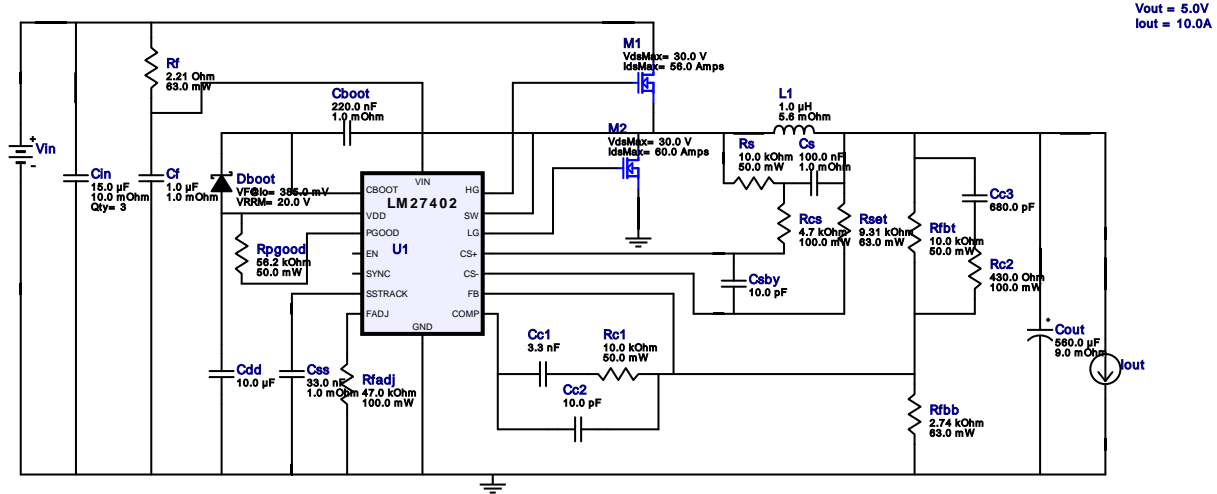 Vout = 5.0V
Iout = 10.0A
M1
VdsMax= 30.0 V
IdsMax= 56.0 Amps
Rf
2.21 Ohm
63.0 mW
Cboot
220.0 nF
1.0 mOhm
L1
1.0 µH
5.6 mOhm
M2
VdsMax= 30.0 V
IdsMax= 60.0 Amps
Rs
10.0 kOhm
50.0 mW
Cs
100.0 nF
1.0 mOhm
Vin
Cin
15.0 µF
10.0 mOhm
Qty= 3
Cf
1.0 µF
1.0 mOhm
Dboot
VF@Io= 385.0 mV
VRRM= 20.0 V
VIN
CBOOT
HG
LM27402
VDD
SW
PGOOD
LG
U1
EN
CS+
SYNC
CS-
SSTRACK
FB
FADJ
COMP
GND
Rpgood
56.2 kOhm
50.0 mW
Rcs
4.7 kOhm
100.0 mW
Rset
9.31 kOhm
63.0 mW
Cc3
680.0 pF
Rfbt
10.0 kOhm
50.0 mW
Rc2
430.0 Ohm
100.0 mW
Csby
10.0 pF
Cc1
3.3 nF
Rc1
10.0 kOhm
50.0 mW
Cc2
10.0 pF
Cout
560.0 µF
9.0 mOhm
Iout
Cdd
10.0 µF
Css
33.0 nF
1.0 mOhm
Rfadj
47.0 kOhm
100.0 mW
Rfbb
2.74 kOhm
63.0 mW